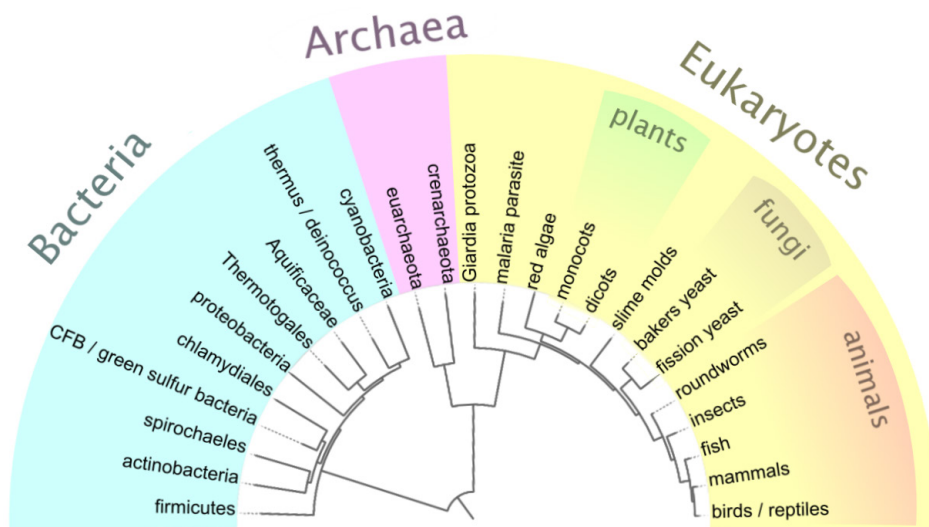 Archaea
Eukaryotes
Bacteria
plants
fungi
animals
firmicutes
actinobacteria
spirochaeles
CFB / green sulfur bacteria
chlamydiales
proteobacteria
Thermotogales
Aquificaceae
thermus / deinococcus
cyanobacteria
euarchaeota
crenarchaeota
Giardia protozoa
malaria parasite
red algae
monocots
dicots
slime molds
bakers yeast
fission yeast
roundworms
insects
fish
mammals
birds / reptiles